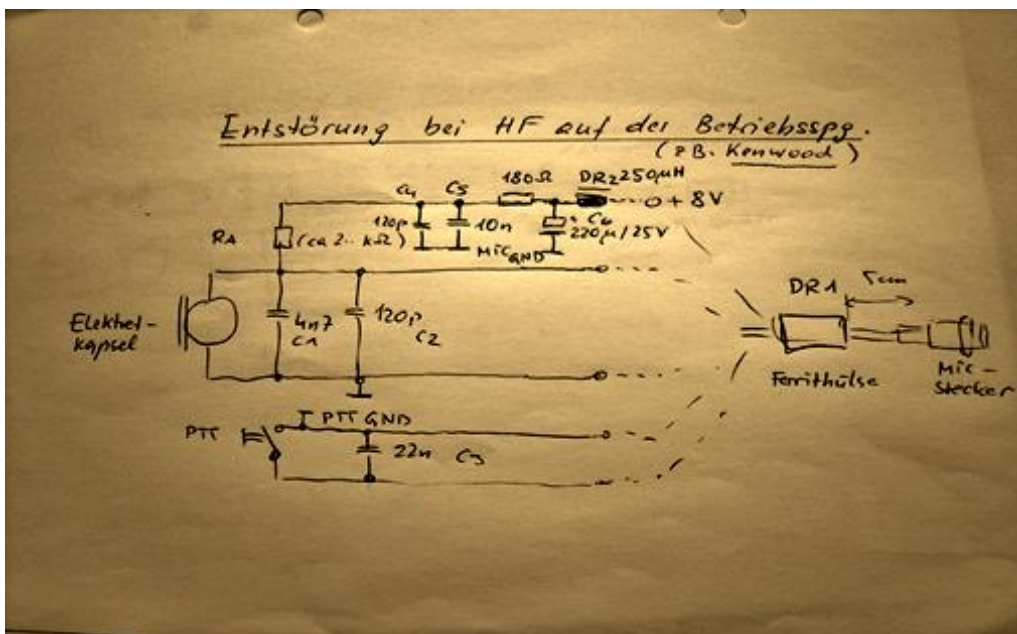 Entstörung bei HF auf der Betriebsspg.
(z B. Kenwood)
C4 C5 180Ω DR2 250µH
120p 10n C6 + 8V
220µ/25V
Mic GND
RA (ca 2.. kΩ)
DR1 5cm
Elektret-
kapsel
4n7
C1
120p
C2
Ferrithülse
Mic-
Stecker
PTT
PTT GND
22n C3